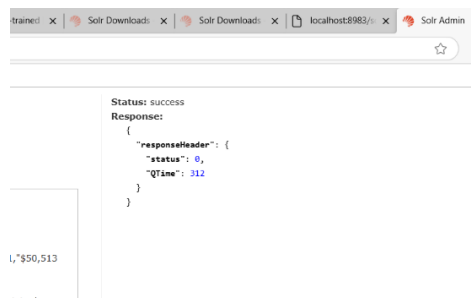 -trained
Solr Downloads
Solr Downloads
localhost:8983/s
Solr Admin
Status: success
Response:
{
"responseHeader": {
"status": 0,
"QTime": 312
}
}
l,"$50,513